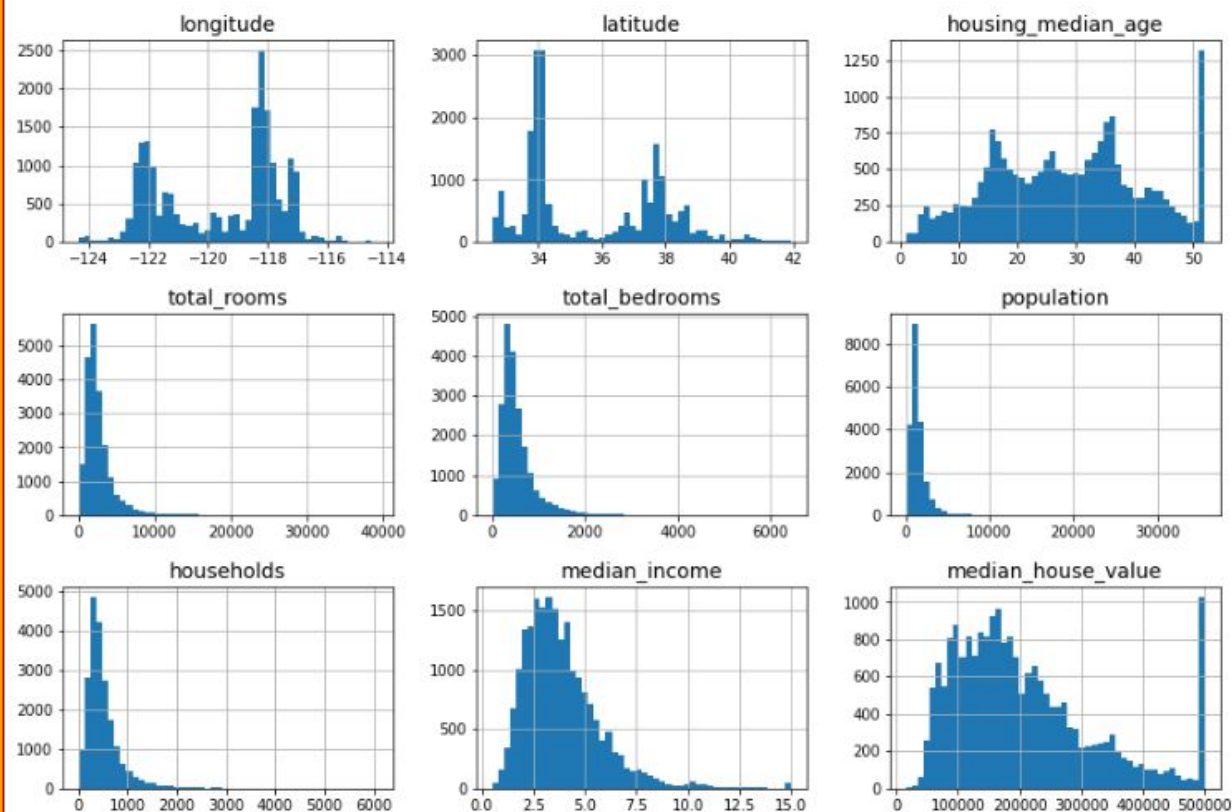 longitude
latitude
housing_median_age
2500
2000
1500
1000
500
0
−124 −122 −120 −118 −116 −114
3000
2000
1000
0
34 36 38 40 42
1250
1000
750
500
250
0
0 10 20 30 40 50
total_rooms
total_bedrooms
population
5000
4000
3000
2000
1000
0
0 10000 20000 30000 40000
5000
4000
3000
2000
1000
0
0 2000 4000 6000
8000
6000
4000
2000
0
0 10000 20000 30000
households
median_income
median_house_value
5000
4000
3000
2000
1000
0
0 1000 2000 3000 4000 5000 6000
1500
1000
500
0
0.0 2.5 5.0 7.5 10.0 12.5 15.0
1000
800
600
400
200
0
0 100000 200000 300000 400000 500000